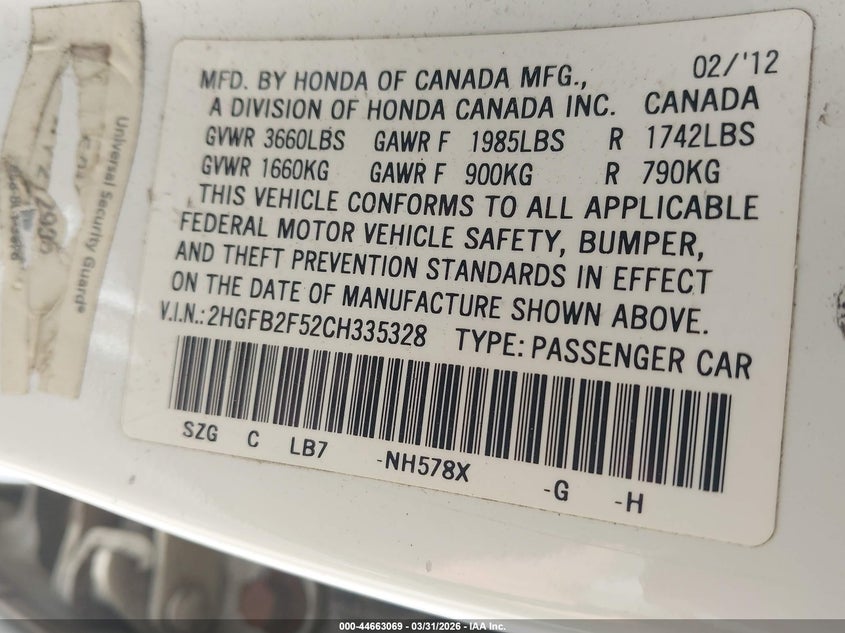 02/'12
MFD. BY HONDA OF CANADA MFG.,
A DIVISION OF HONDA CANADA INC. CANADA
GVWR 3660LBS GAWR F 1985LBS R 1742LBS
GVWR 1660KG GAWR F 900KG R 790KG
THIS VEHICLE CONFORMS TO ALL APPLICABLE
FEDERAL MOTOR VEHICLE SAFETY, BUMPER,
AND THEFT PREVENTION STANDARDS IN EFFECT
ON THE DATE OF MANUFACTURE SHOWN ABOVE.
V.I.N.: 2HGFB2F52CH335328 TYPE: PASSENGER CAR
SZG C LB7 -NH578X -G -H
Universal Security Guard®
000-44663069 - 03/31/2026 - IAA Inc.